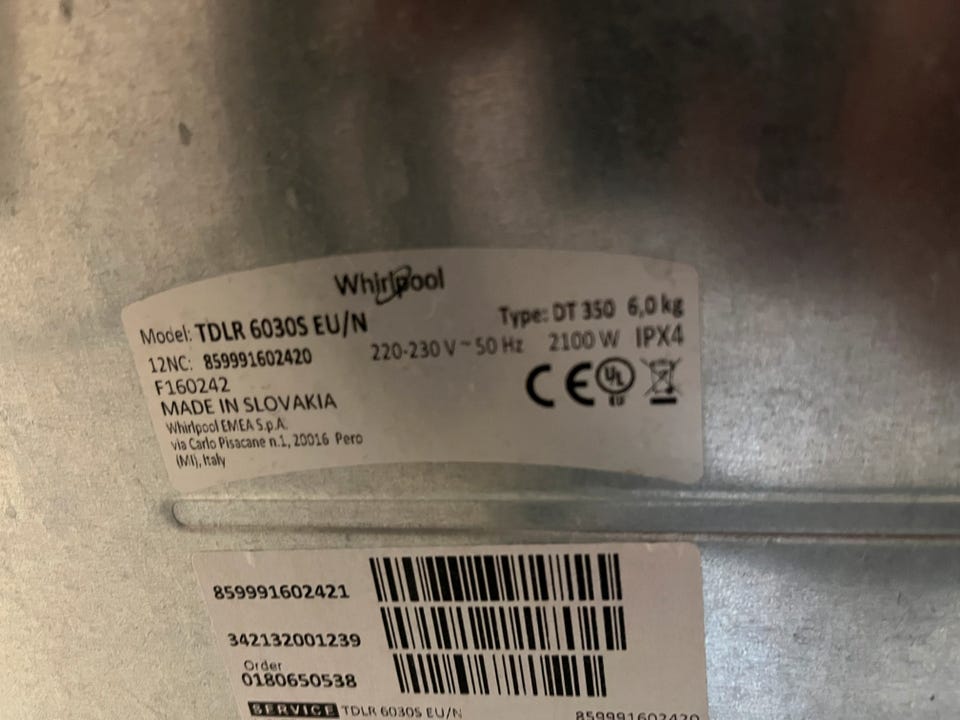 Whirlpool
Model: TDLR 6030S EU/N
Type: DT 350 6,0 kg
12NC: 859991602420
220-230 V ~ 50 Hz 2100 W IPX4
F160242
MADE IN SLOVAKIA
Whirlpool EMEA S.p.A.
via Carlo Pisacane n.1, 20016 Pero
(MI), Italy
CE UL
859991602421
342132001239
Order
0180650538
SERVICE TDLR 6030S EU/N 859991602420